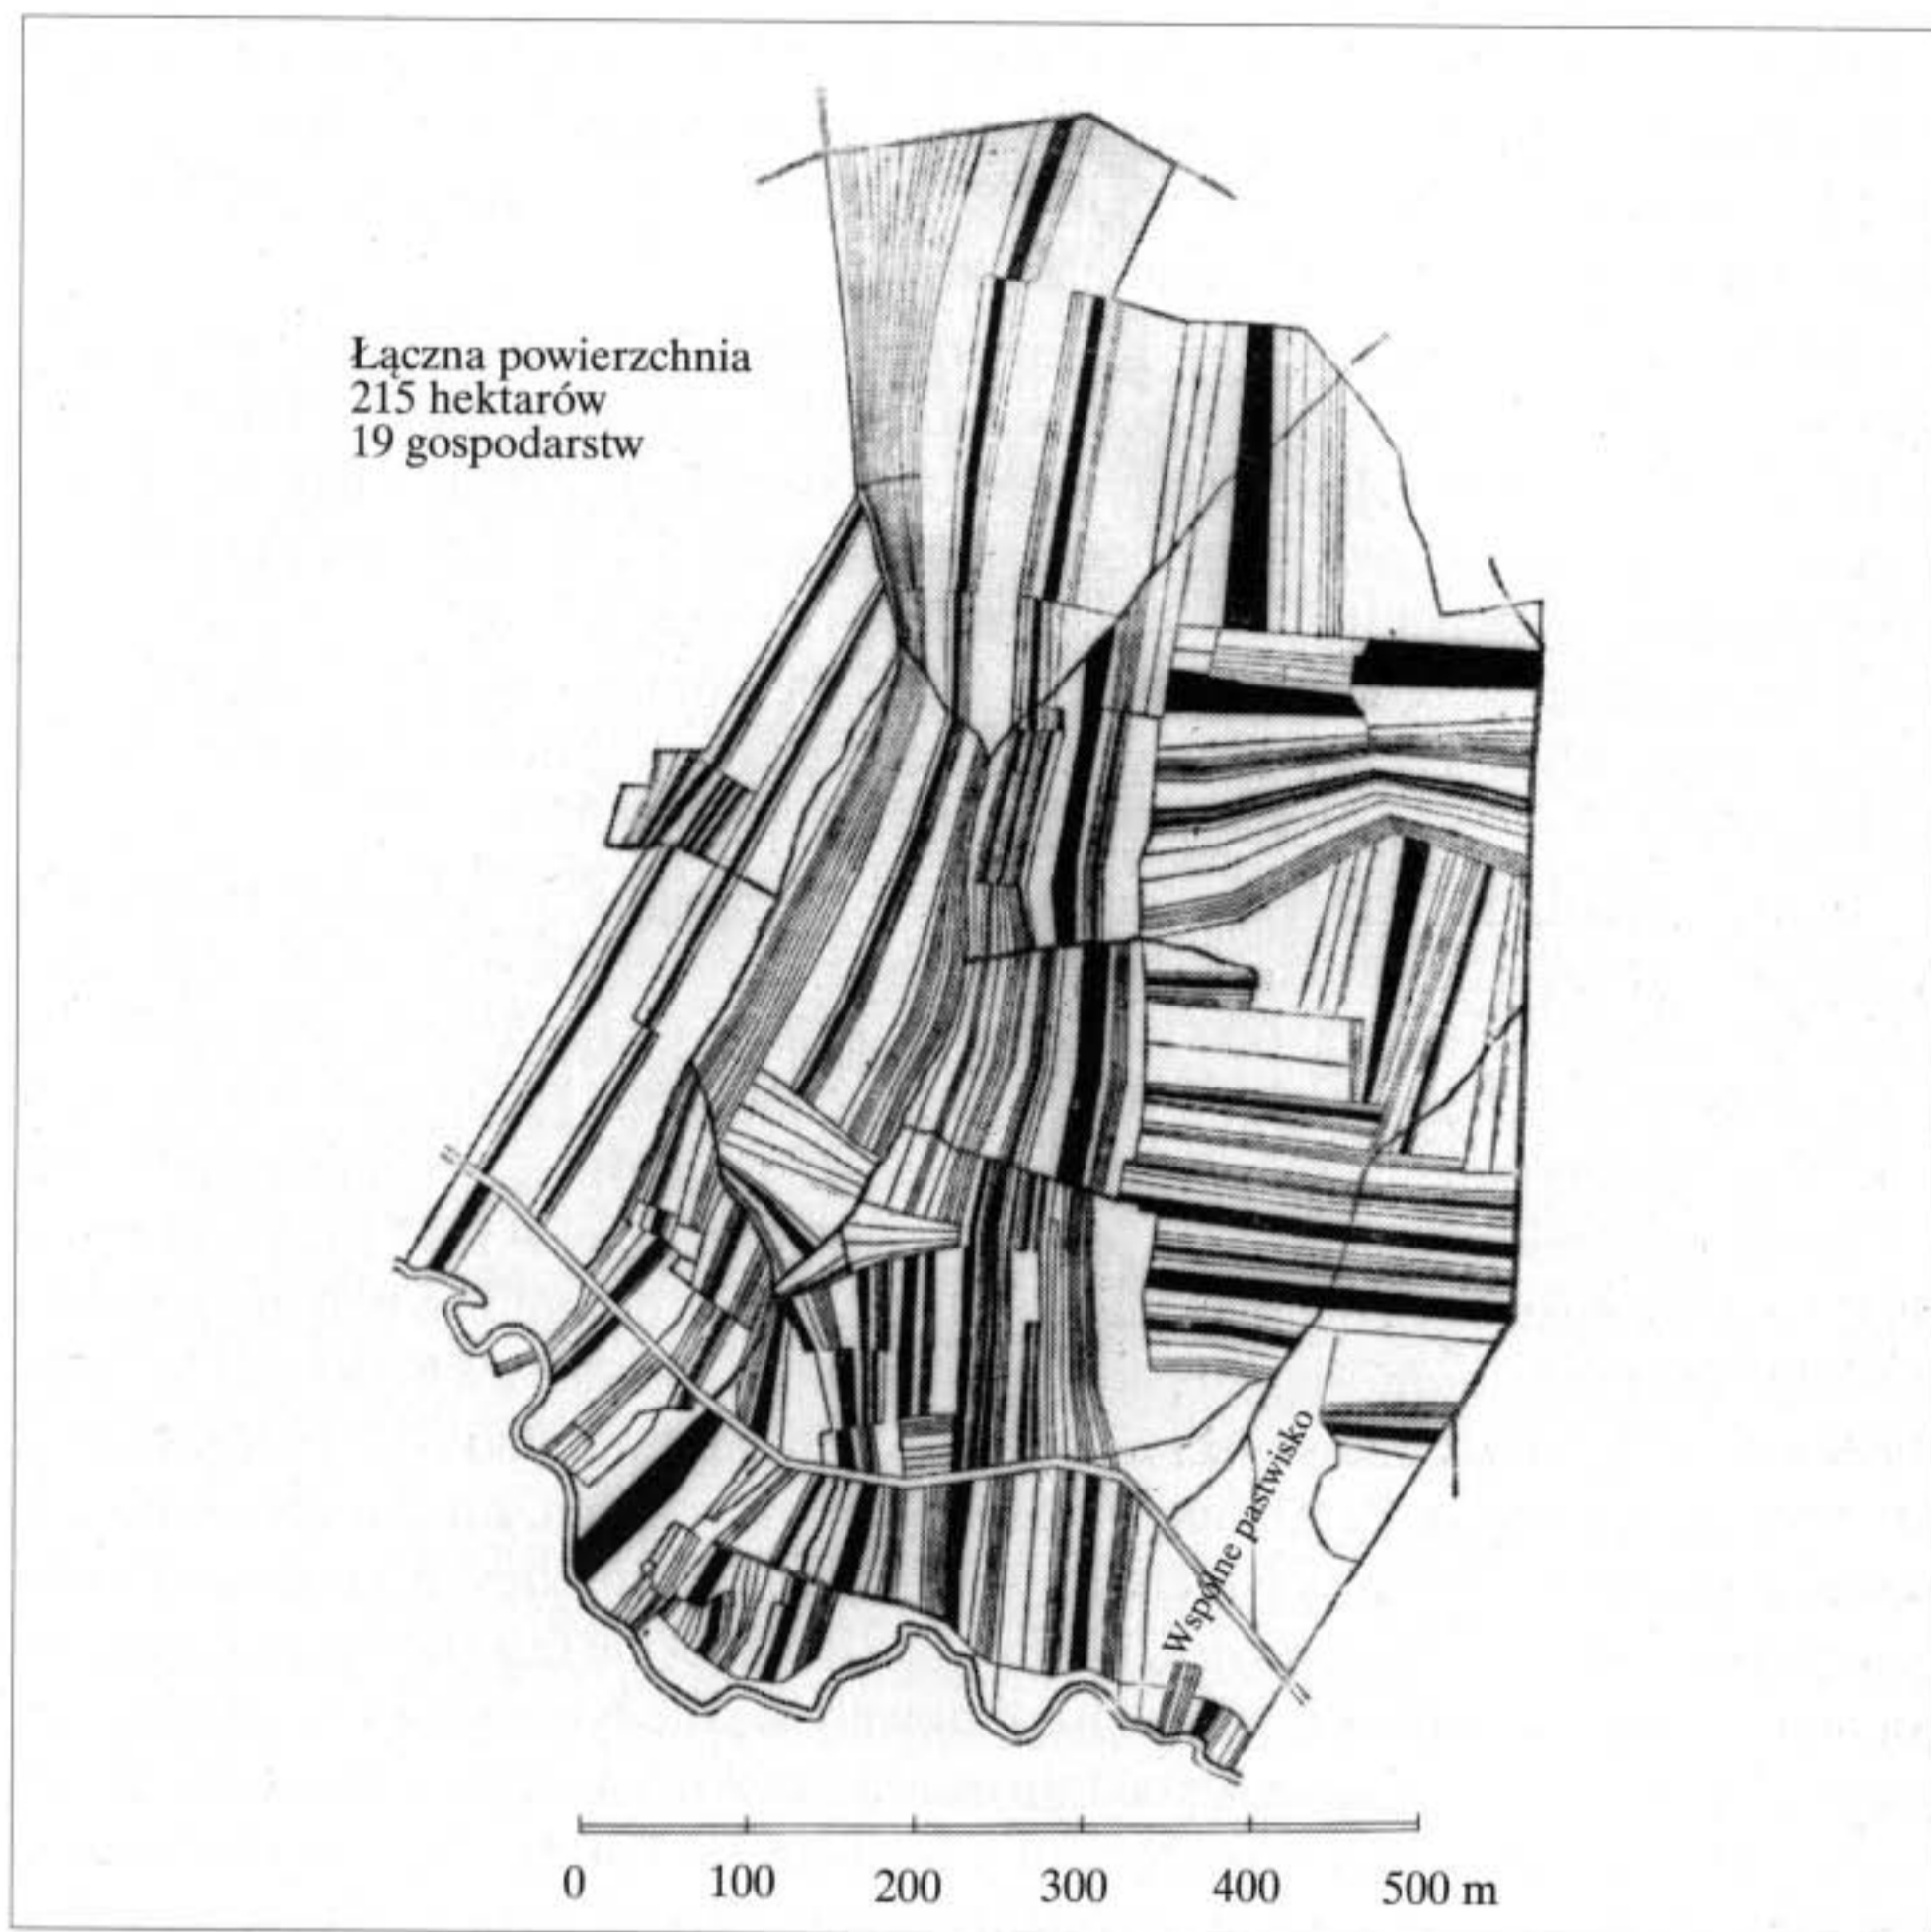 Łączna powierzchnia
215 hektarów
19 gospodarstw
Wspólne pastwisko
0 100 200 300 400 500 m